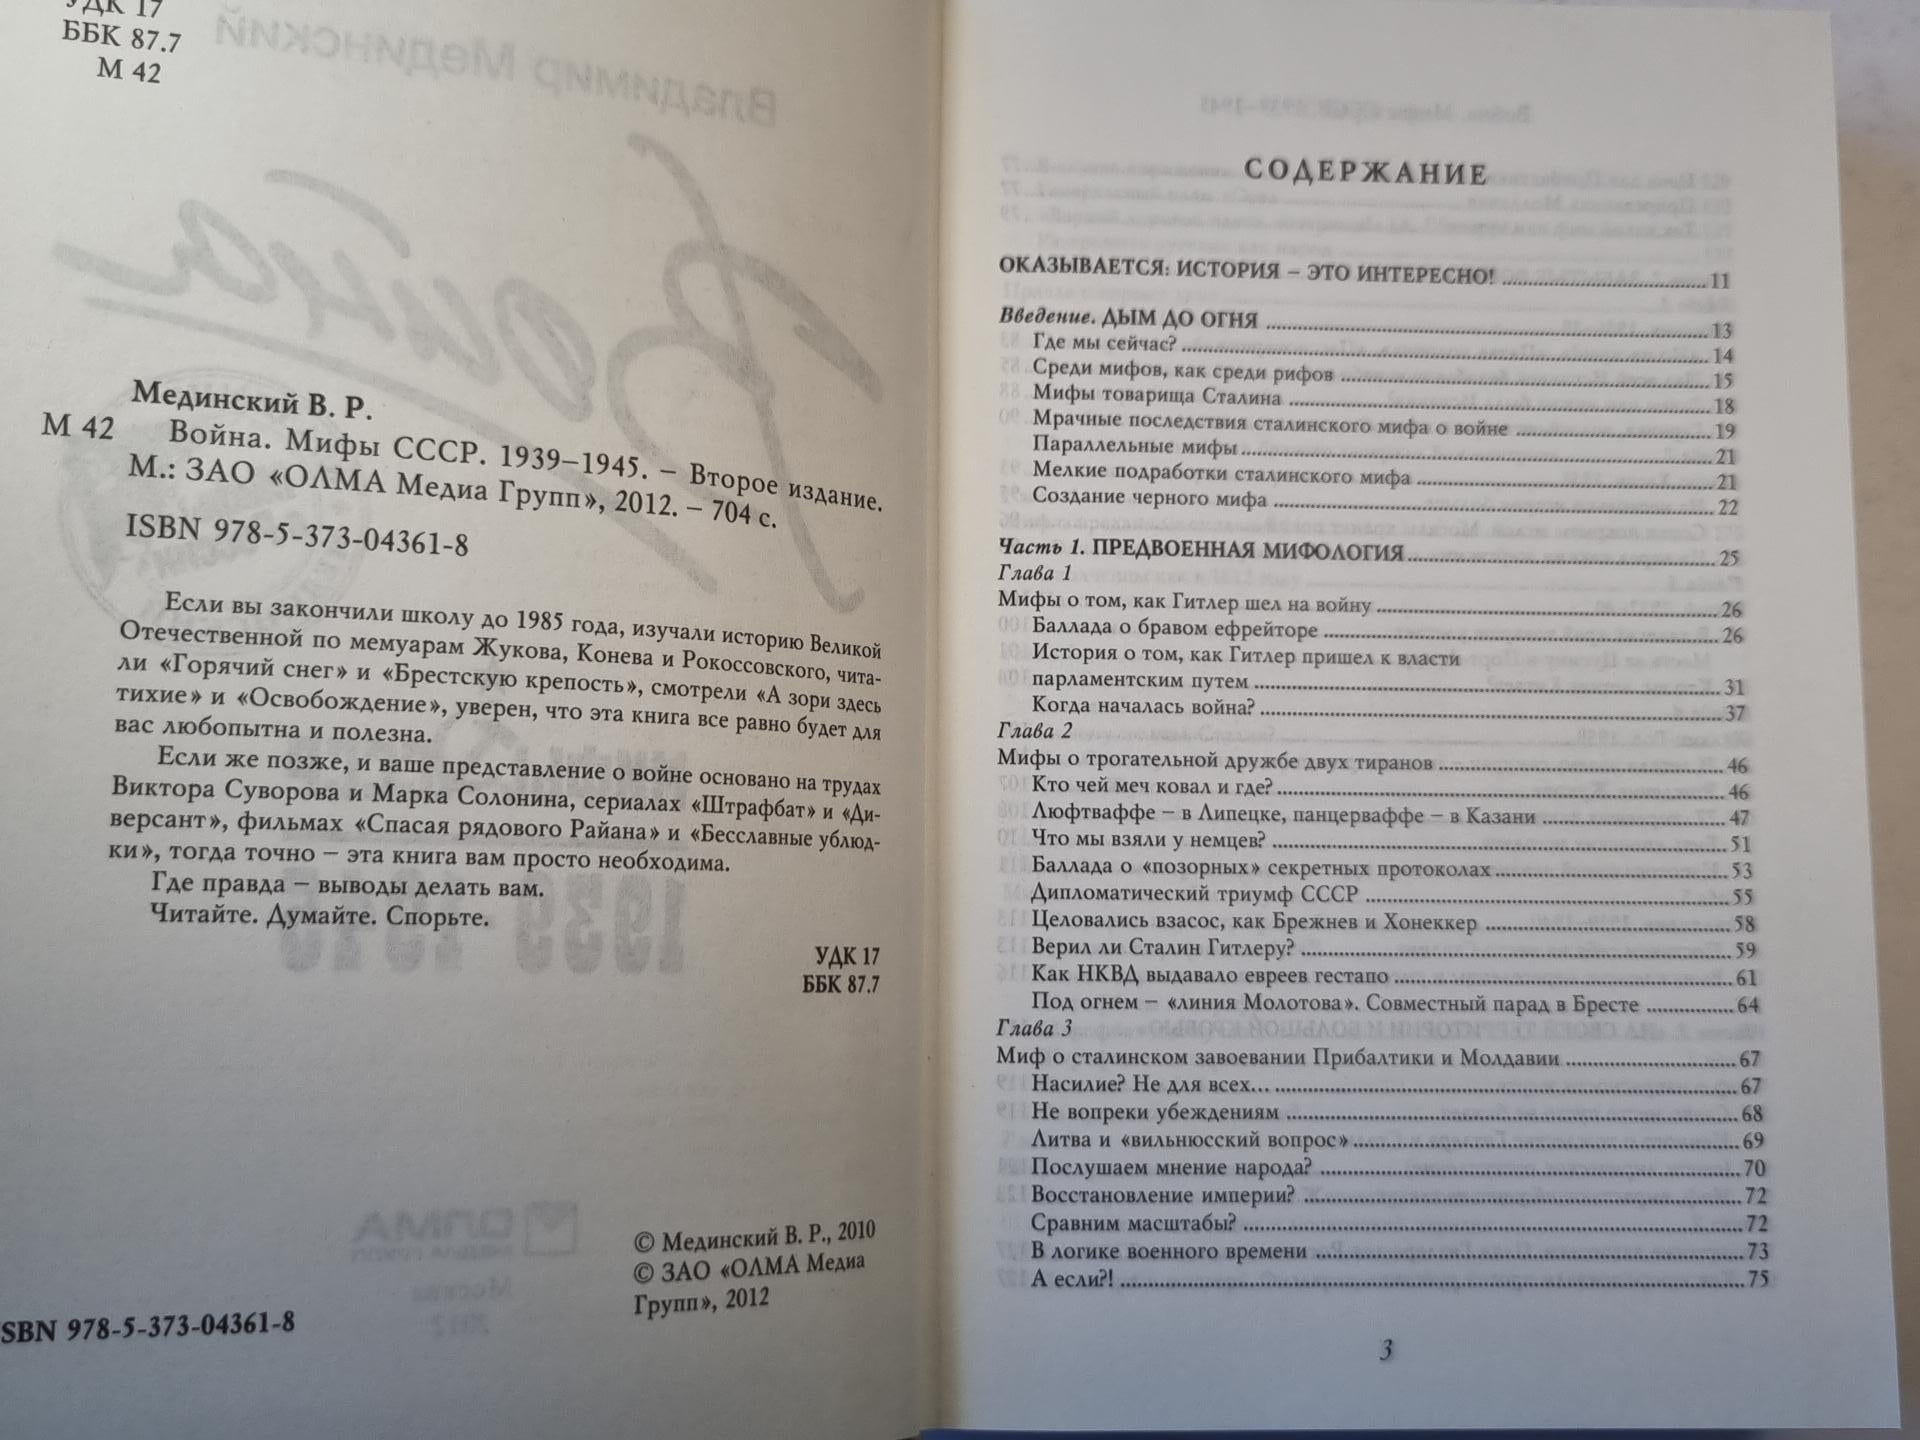 УДК 17
ББК 87.7
М 42
Владимир Мединский
Война
Мединский В. Р.
М 42 Война. Мифы СССР. 1939–1945. – Второе издание.
М.: ЗАО «ОЛМА Медиа Групп», 2012. – 704 с.
ISBN 978-5-373-04361-8
Если вы закончили школу до 1985 года, изучали историю Великой
Отечественной по мемуарам Жукова, Конева и Рокоссовского, чита-
ли «Горячий снег» и «Брестскую крепость», смотрели «А зори здесь
тихие» и «Освобождение», уверен, что эта книга все равно будет для
вас любопытна и полезна.
Если же позже, и ваше представление о войне основано на трудах
Виктора Суворова и Марка Солонина, сериалах «Штрафбат» и «Ди-
версант», фильмах «Спасая рядового Райана» и «Бесславные ублюд-
ки», тогда точно – эта книга вам просто необходима.
Где правда – выводы делать вам.
Читайте. Думайте. Спорьте.
УДК 17
ББК 87.7
© Мединский В. Р., 2010
© ЗАО «ОЛМА Медиа
Групп», 2012
SBN 978-5-373-04361-8
СОДЕРЖАНИЕ
ОКАЗЫВАЕТСЯ: ИСТОРИЯ – ЭТО ИНТЕРЕСНО! 11
Введение. ДЫМ ДО ОГНЯ 13
Где мы сейчас? 14
Среди мифов, как среди рифов 15
Мифы товарища Сталина 18
Мрачные последствия сталинского мифа о войне 19
Параллельные мифы 21
Мелкие подработки сталинского мифа 21
Создание черного мифа 22
Часть 1. ПРЕДВОЕННАЯ МИФОЛОГИЯ 25
Глава 1
Мифы о том, как Гитлер шел на войну 26
Баллада о бравом ефрейторе 26
История о том, как Гитлер пришел к власти
парламентским путем 31
Когда началась война? 37
Глава 2
Мифы о трогательной дружбе двух тиранов 46
Кто чей меч ковал и где? 46
Люфтваффе – в Липецке, панцерваффе – в Казани 47
Что мы взяли у немцев? 51
Баллада о «позорных» секретных протоколах 53
Дипломатический триумф СССР 55
Целовались взасос, как Брежнев и Хонеккер 58
Верил ли Сталин Гитлеру? 59
Как НКВД выдавало евреев гестапо 61
Под огнем – «линия Молотова». Совместный парад в Бресте 64
Глава 3
Миф о сталинском завоевании Прибалтики и Молдавии 67
Насилие? Не для всех... 67
Не вопреки убеждениям 68
Литва и «вильнюсский вопрос» 69
Послушаем мнение народа? 70
Восстановление империи? 72
Сравним масштабы? 72
В логике военного времени 73
А если?! 75
3